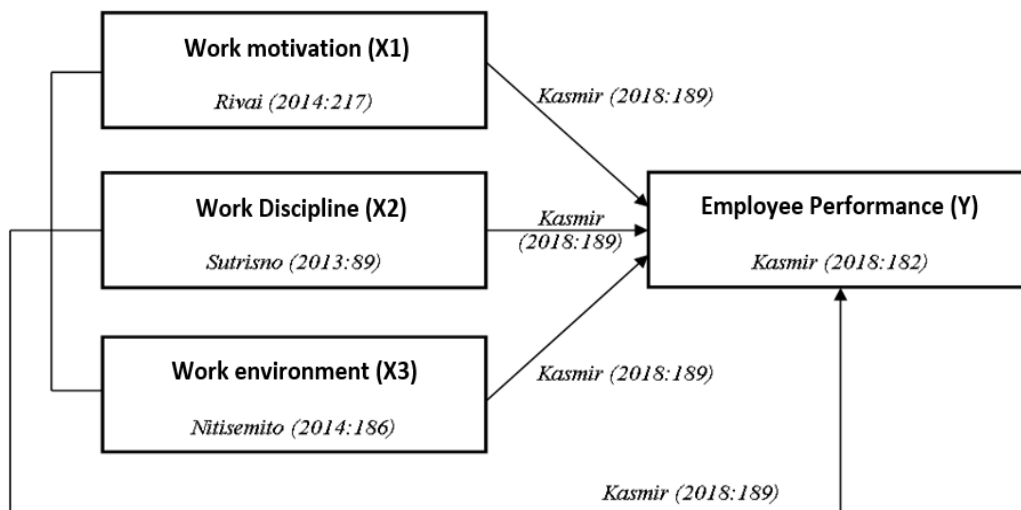 Work motivation (X1)
Rivai (2014:217)
Kasmir (2018:189)
Work Discipline (X2)
Sutrisno (2013:89)
Kasmir
(2018:189)
Employee Performance (Y)
Kasmir (2018:182)
Work environment (X3)
Nitisemito (2014:186)
Kasmir (2018:189)
Kasmir (2018:189)